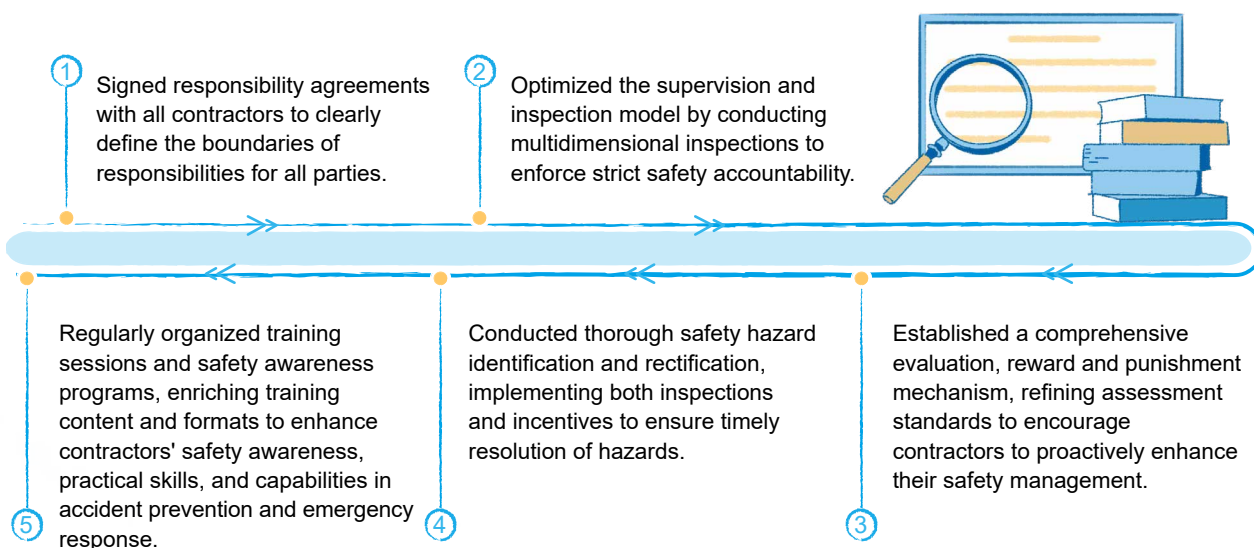 1
Signed responsibility agreements
with all contractors to clearly
define the boundaries of
responsibilities for all parties.
2
Optimized the supervision and
inspection model by conducting
multidimensional inspections to
enforce strict safety accountability.
3
Established a comprehensive
evaluation, reward and punishment
mechanism, refining assessment
standards to encourage
contractors to proactively enhance
their safety management.
4
Conducted thorough safety hazard
identification and rectification,
implementing both inspections
and incentives to ensure timely
resolution of hazards.
5
Regularly organized training
sessions and safety awareness
programs, enriching training
content and formats to enhance
contractors' safety awareness,
practical skills, and capabilities in
accident prevention and emergency
response.